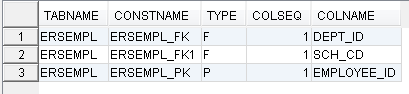 TABNAME CONSTNAME TYPE COLSEQ COLNAME
1 ERSEMPL ERSEMPL_FK F 1 DEPT_ID
2 ERSEMPL ERSEMPL_FK1 F 1 SCH_CD
3 ERSEMPL ERSEMPL_PK P 1 EMPLOYEE_ID